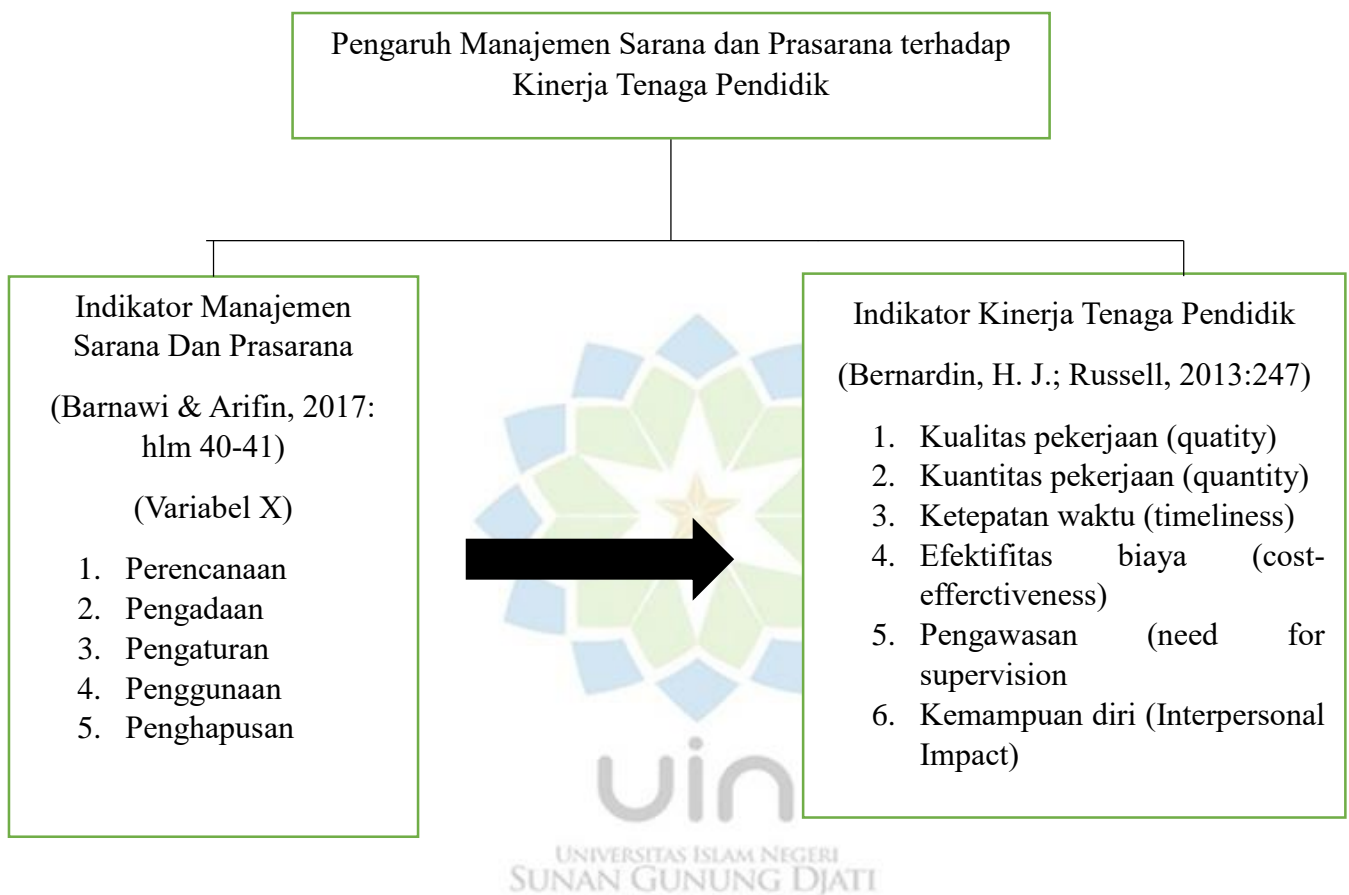 Pengaruh Manajemen Sarana dan Prasarana terhadap
Kinerja Tenaga Pendidik
Indikator Manajemen
Sarana Dan Prasarana
(Barnawi & Arifin, 2017:
hlm 40-41)
(Variabel X)
1. Perencanaan
2. Pengadaan
3. Pengaturan
4. Penggunaan
5. Penghapusan
Indikator Kinerja Tenaga Pendidik
(Bernardin, H. J.; Russell, 2013:247)
1. Kualitas pekerjaan (quatity)
2. Kuantitas pekerjaan (quantity)
3. Ketepatan waktu (timeliness)
4. Efektifitas biaya (cost-
efferctiveness)
5. Pengawasan (need for
supervision
6. Kemampuan diri (Interpersonal
Impact)
uin
UNIVERSITAS ISLAM NEGERI
SUNAN GUNUNG DJATI